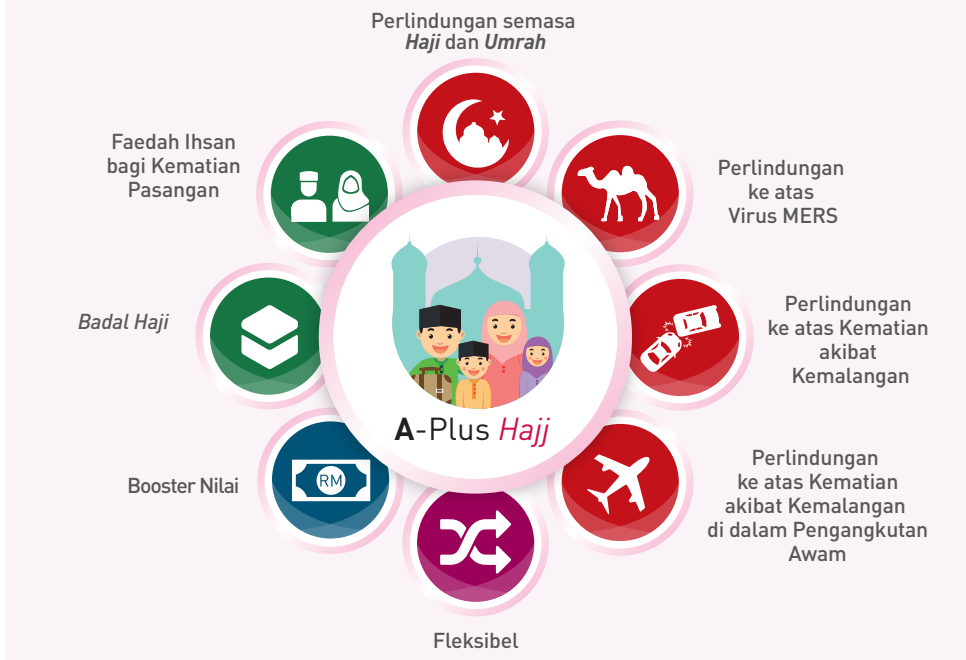 Perlindungan semasa
Haji dan Umrah
Faedah Ihsan
bagi Kematian
Pasangan
Perlindungan
ke atas
Virus MERS
Badal Haji
Perlindungan
ke atas Kematian
akibat
Kemalangan
A-Plus Hajj
Booster Nilai
RM
Perlindungan
ke atas Kematian
akibat Kemalangan
di dalam Pengangkutan
Awam
Fleksibel